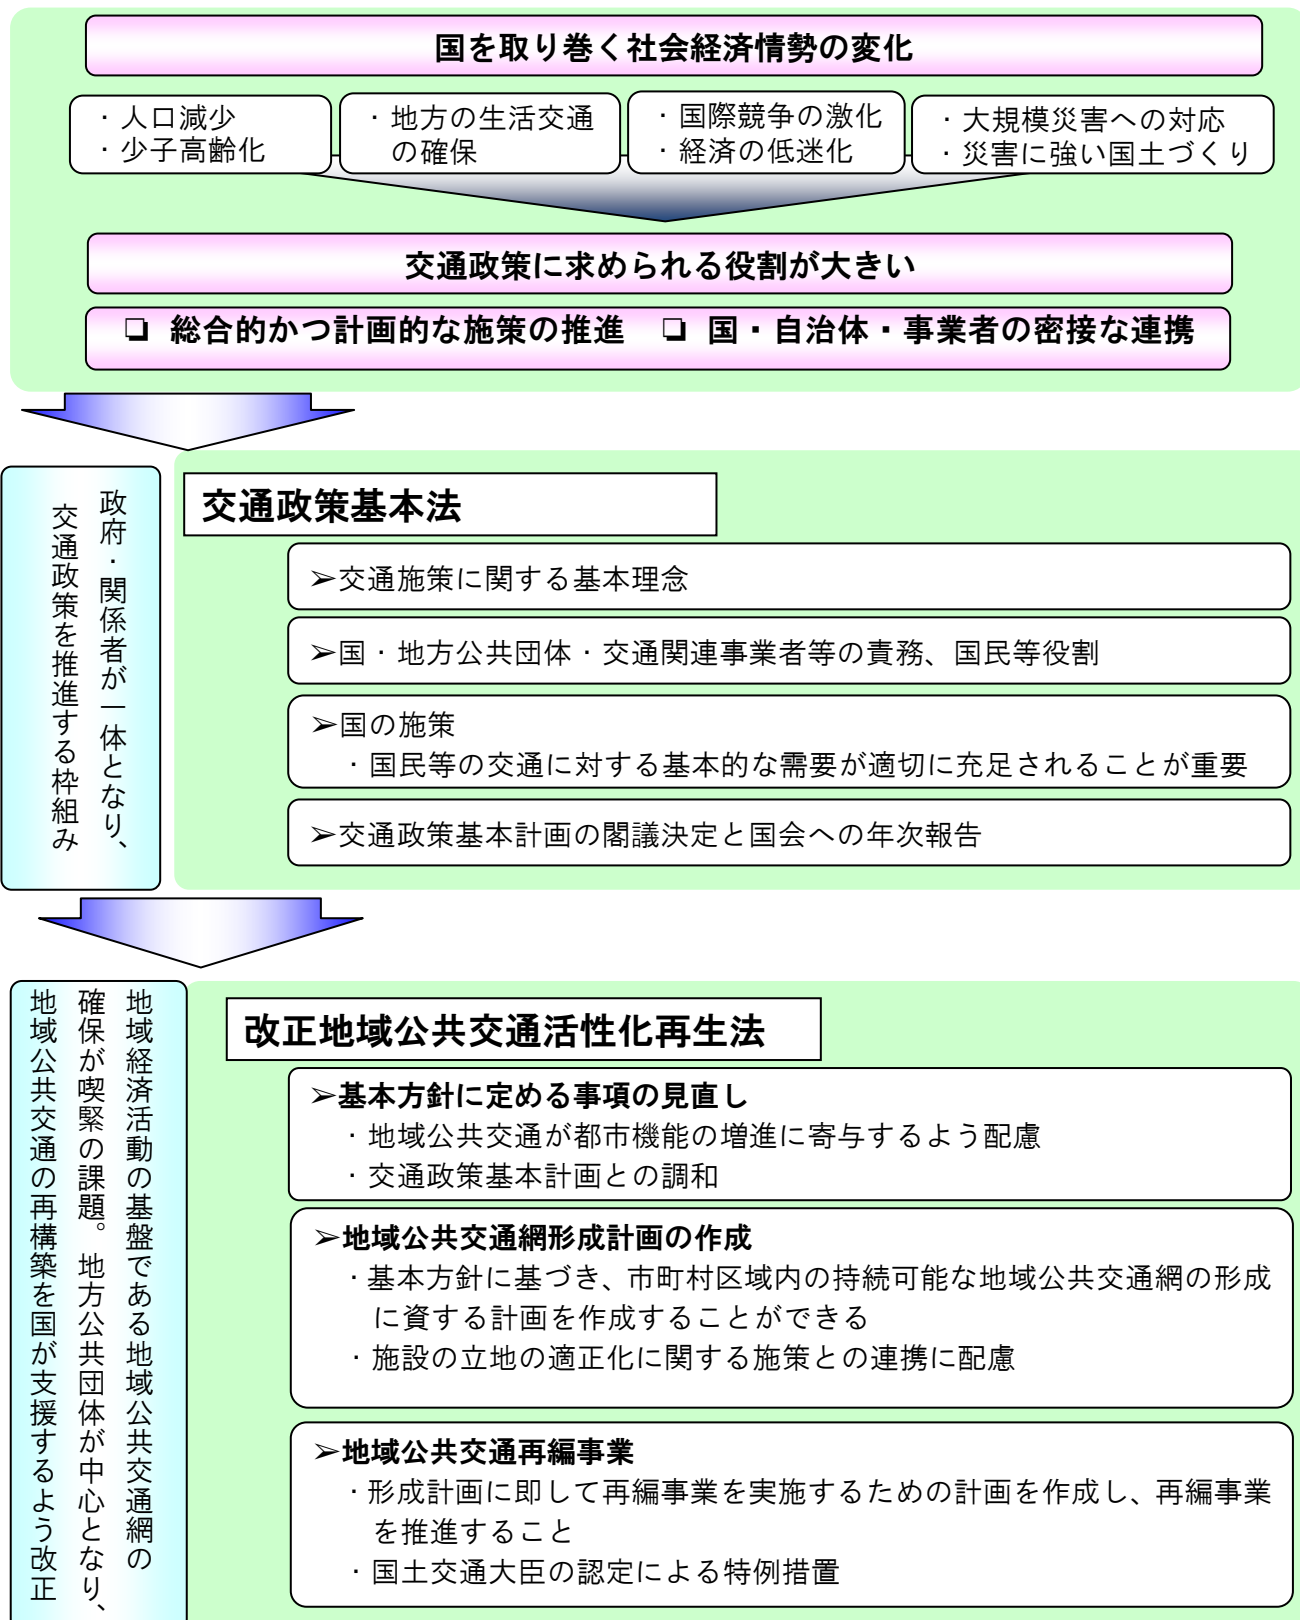 国を取り巻く社会経済情勢の変化
・人口減少
・少子高齢化
・地方の生活交通
の確保
・国際競争の激化
・経済の低迷化
・大規模災害への対応
・災害に強い国土づくり
交通政策に求められる役割が大きい
❏ 総合的かつ計画的な施策の推進 ❏ 国・自治体・事業者の密接な連携
政府・関係者が一体となり、
交通政策を推進する枠組み
交通政策基本法
➢交通施策に関する基本理念
➢国・地方公共団体・交通関連事業者等の責務、国民等役割
➢国の施策
・国民等の交通に対する基本的な需要が適切に充足されることが重要
➢交通政策基本計画の閣議決定と国会への年次報告
地域経済活動の基盤である地域公共交通網の
確保が喫緊の課題。地方公共団体が中心となり、
地域公共交通の再構築を国が支援するよう改正
改正地域公共交通活性化再生法
➢基本方針に定める事項の見直し
・地域公共交通が都市機能の増進に寄与するよう配慮
・交通政策基本計画との調和
➢地域公共交通網形成計画の作成
・基本方針に基づき、市町村区域内の持続可能な地域公共交通網の形成
に資する計画を作成することができる
・施設の立地の適正化に関する施策との連携に配慮
➢地域公共交通再編事業
・形成計画に即して再編事業を実施するための計画を作成し、再編事業
を推進すること
・国土交通大臣の認定による特例措置